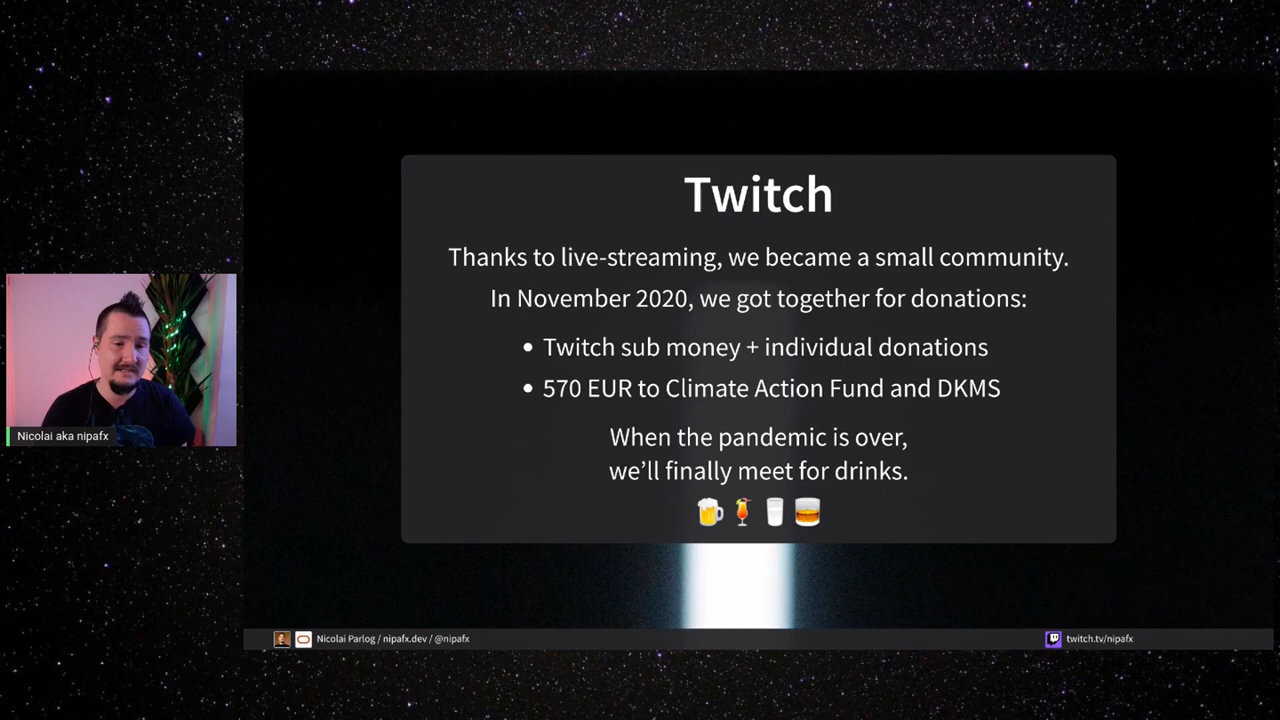 Twitch
Thanks to live-streaming, we became a small community.
In November 2020, we got together for donations:
• Twitch sub money + individual donations
• 570 EUR to Climate Action Fund and DKMS
When the pandemic is over,
we’ll finally meet for drinks.
Nicolai aka nipafx
Nicolai Parlog / nipafx.dev / @nipafx
twitch.tv/nipafx